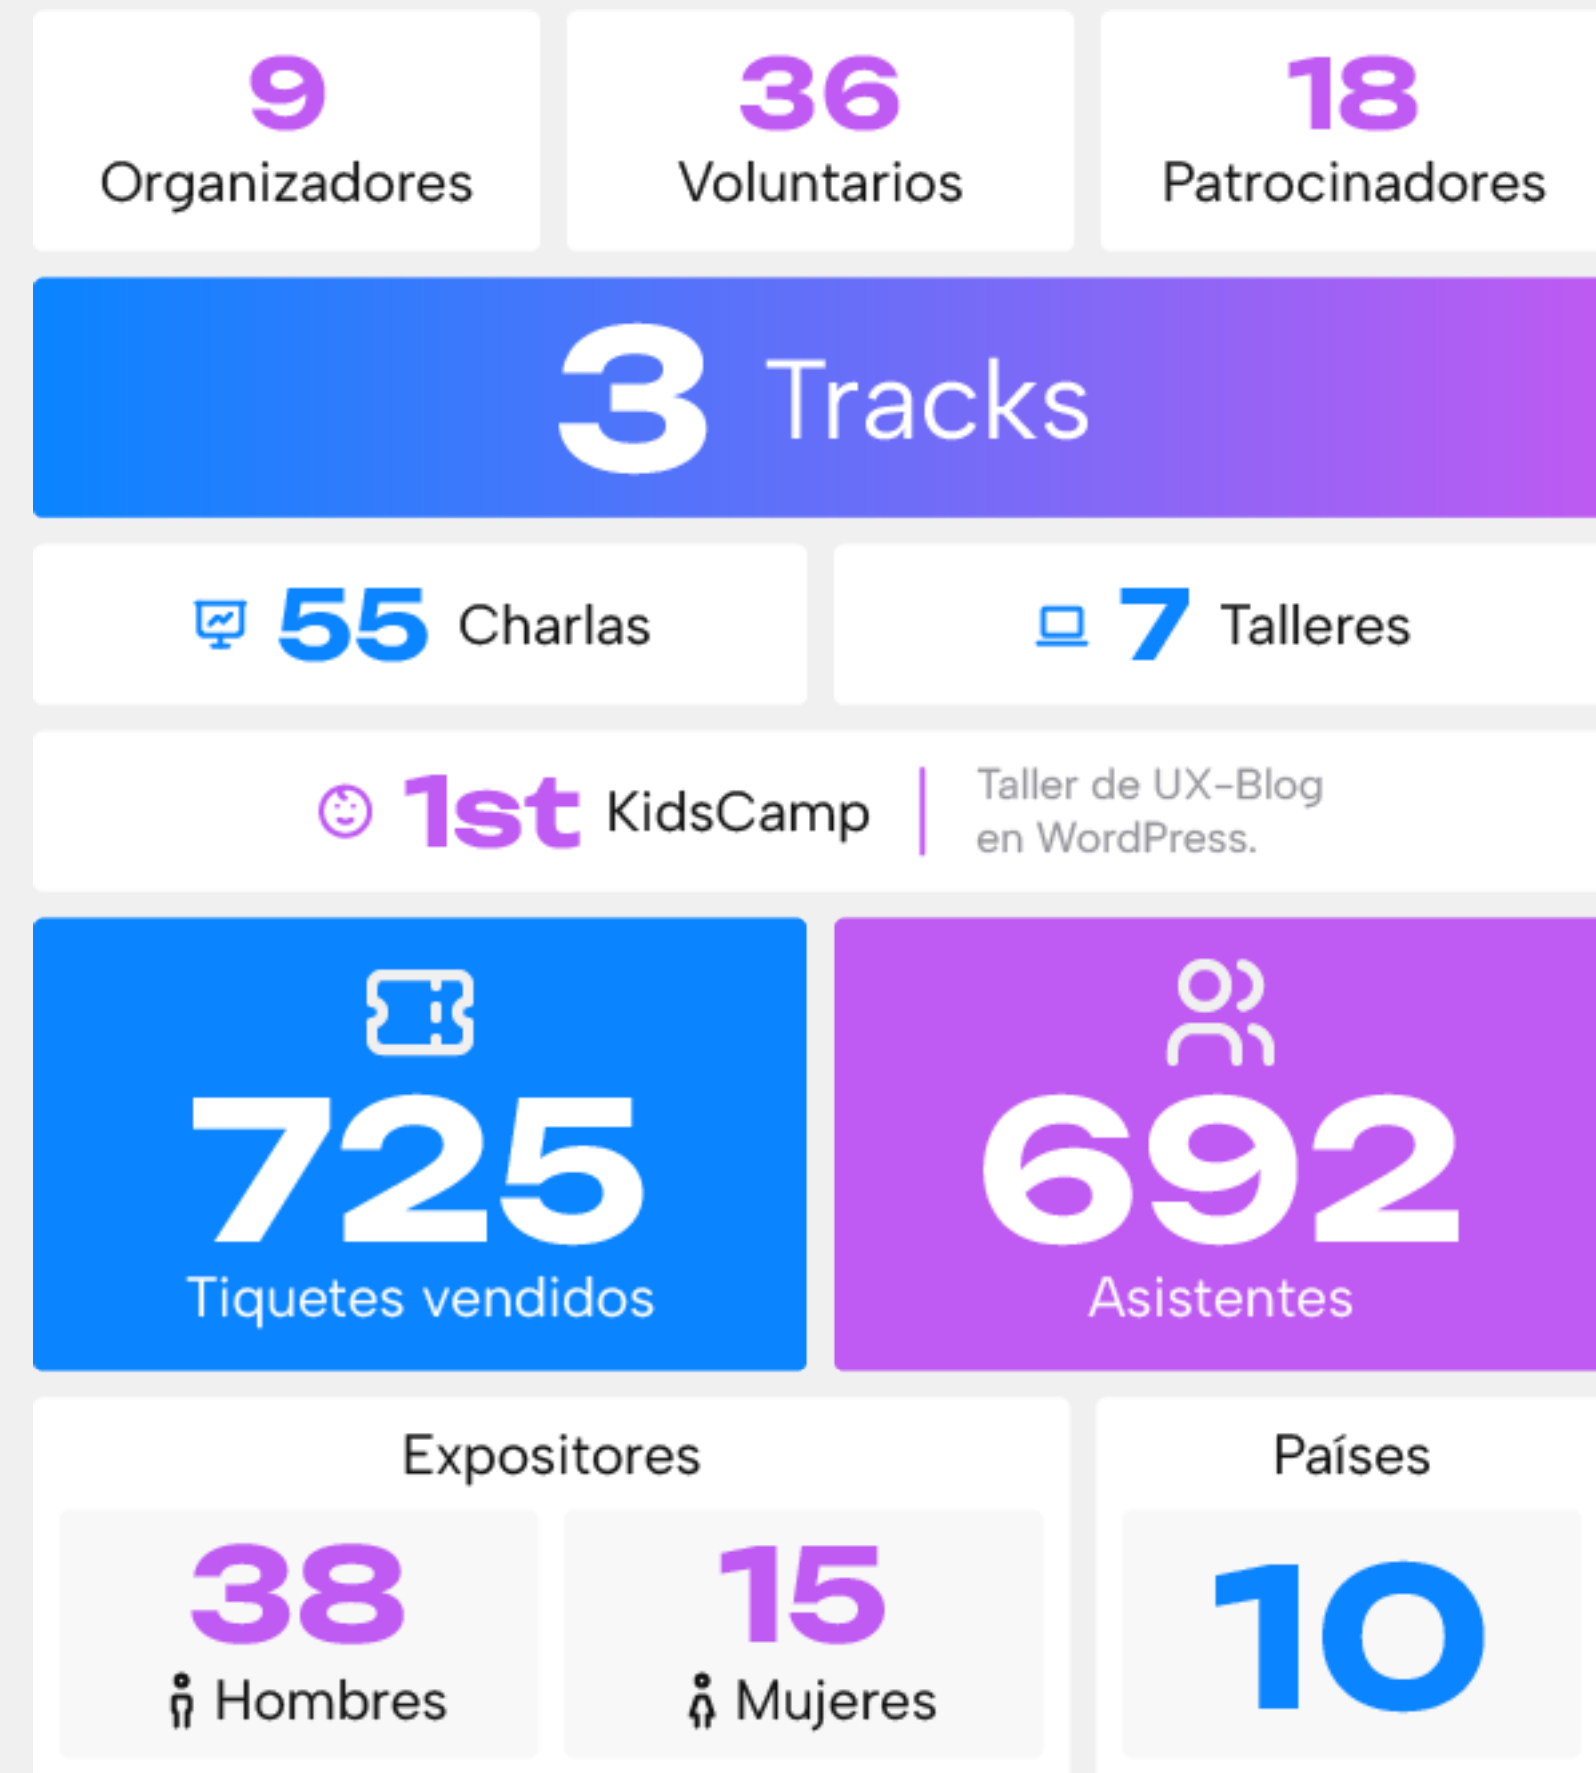 9
Organizadores
36
Voluntarios
18
Patrocinadores
3 Tracks
55 Charlas
7 Talleres
1st KidsCamp
Taller de UX-Blog
en WordPress.
725
Tiquetes vendidos
692
Asistentes
Expositores
38
Hombres
15
Mujeres
Países
10